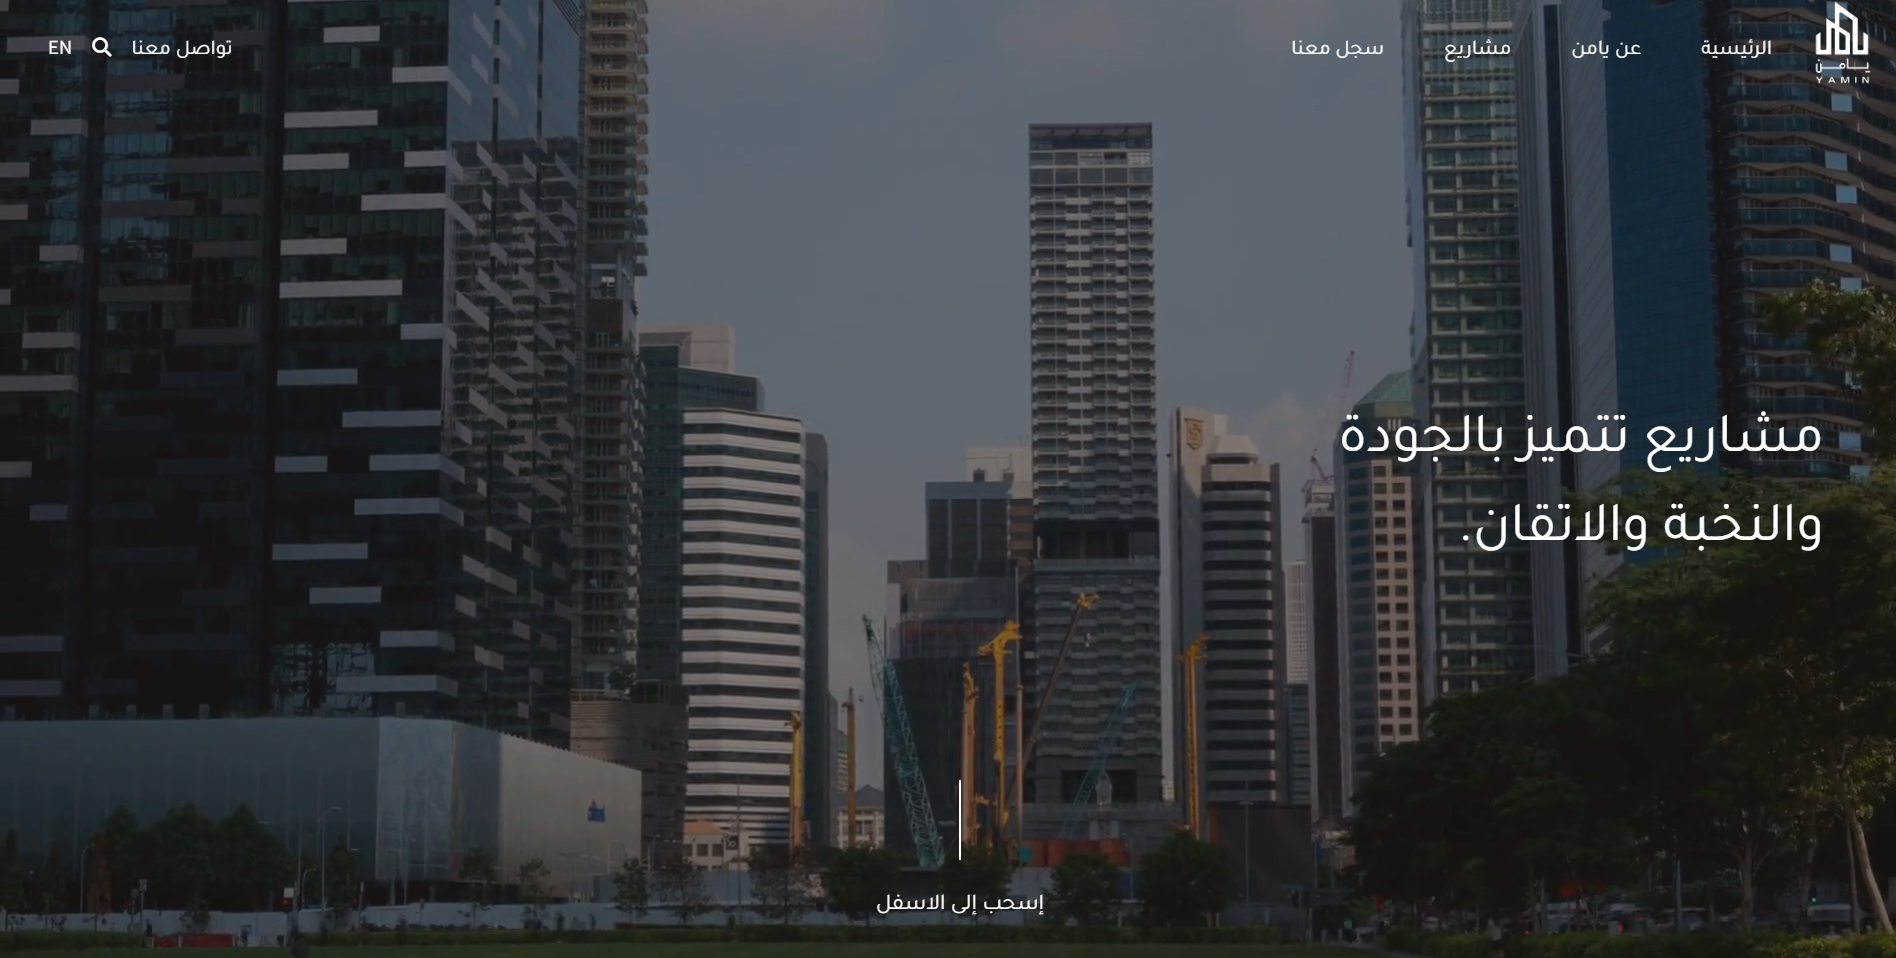 يامن
YAMIN
الرئيسية
عن يامن
مشاريع
سجل معنا
تواصل معنا
EN
مشاريع تتميز بالجودة
والنخبة والاتقان.
إسحب إلى الاسفل